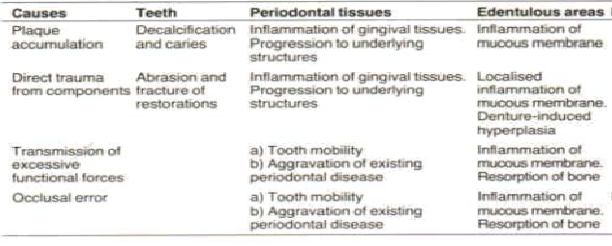 Causes Teeth Periodontal tissues Edentulous areas
Plaque Decalcification Inflammation of gingival tissues. Inflammation of
accumulation and caries Progression to underlying mucous membrane
structures
Direct trauma Abrasion and Inflammation of gingival tissues. Localised
from components fracture of Progression to underlying inflammation of
restorations structures mucous membrane.
Denture-induced
hyperplasia
Transmission of a) Tooth mobility Inflammation of
excessive b) Aggravation of existing mucous membrane.
functional forces periodontal disease Resorption of bone
Occlusal error a) Tooth mobility Inflammation of
b) Aggravation of existing mucous membrane.
periodontal disease Resorption of bone